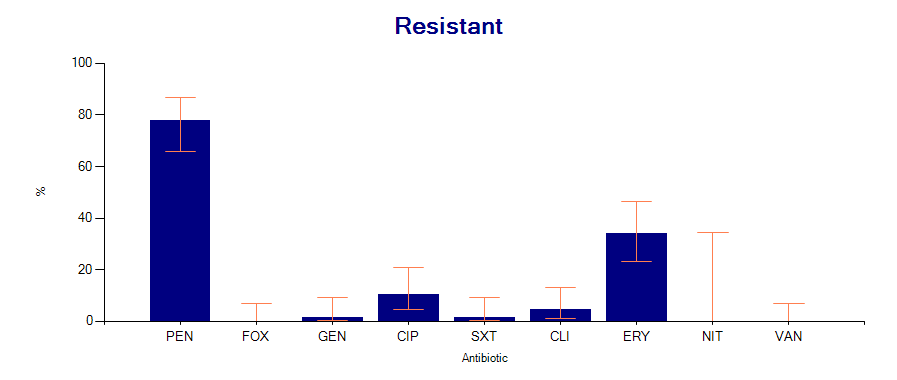 Resistant
100
80
60
40
20
0
%
PEN FOX GEN CIP SXT CLI ERY NIT VAN
Antibiotic